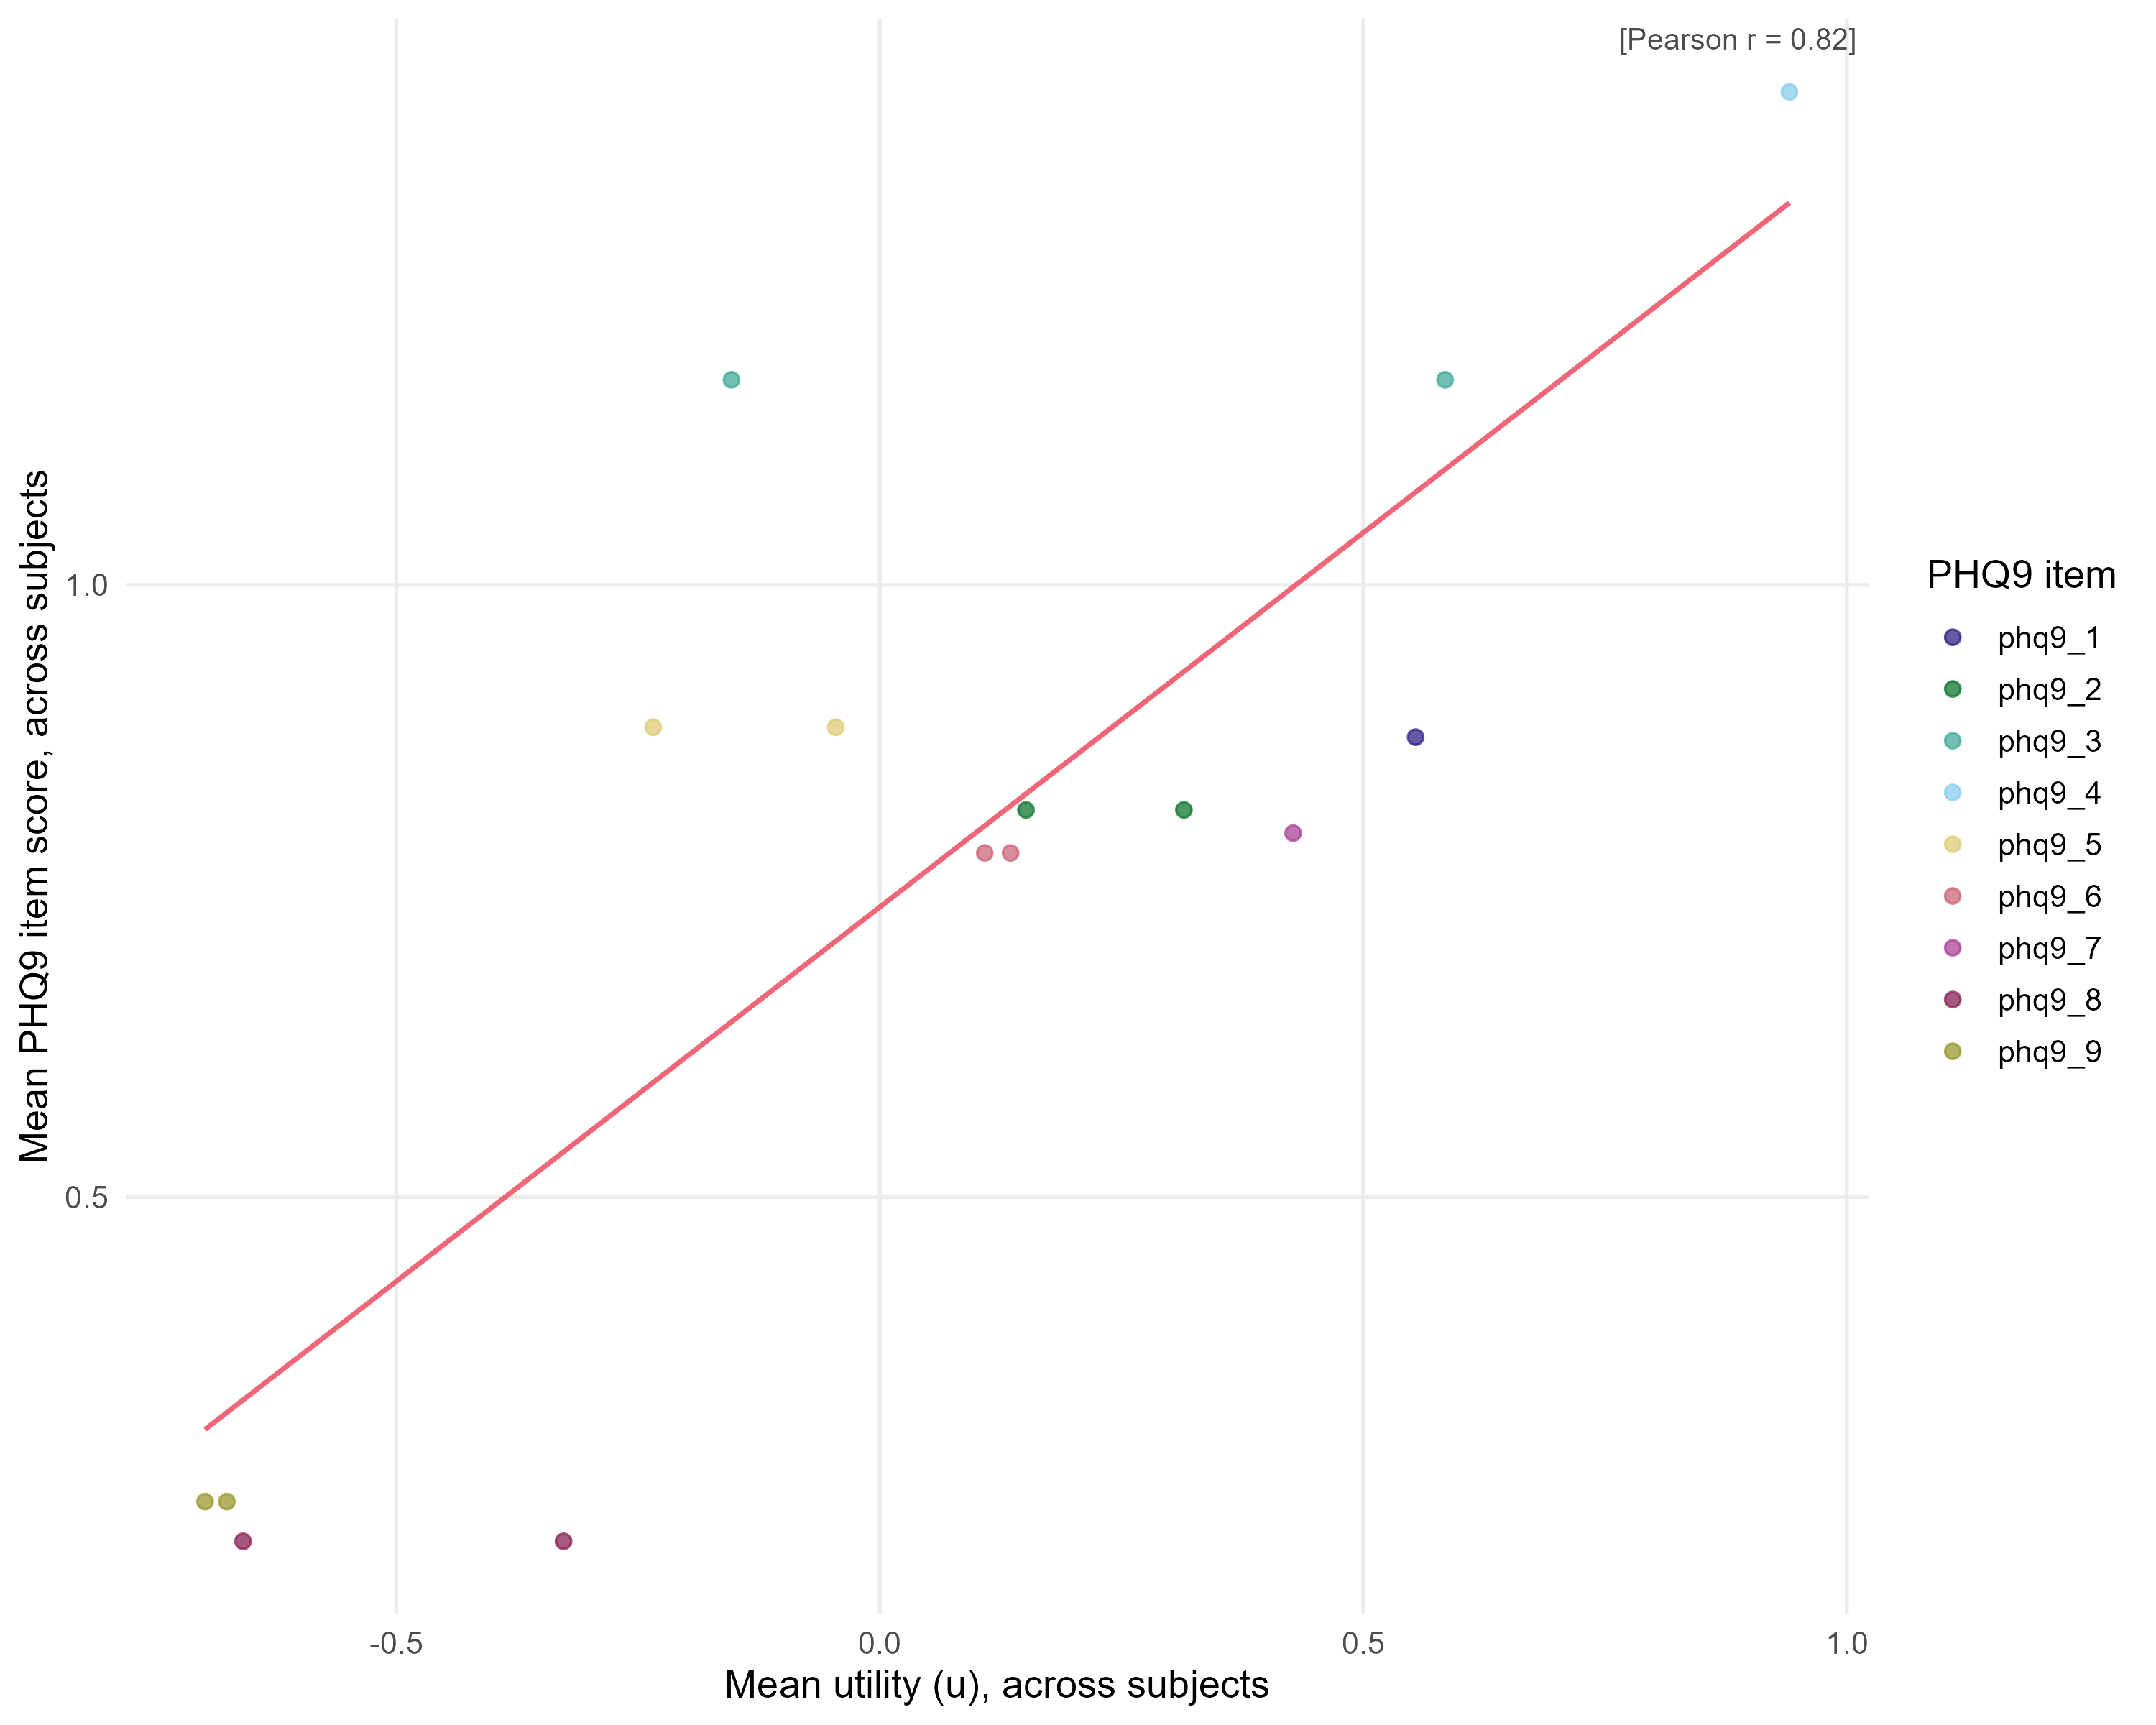 [Pearson r = 0.82]
Mean PHQ9 item score, across subjects
1.0
0.5
-0.5
0.0
0.5
1.0
Mean utility (u), across subjects
PHQ9 item
phq9_1
phq9_2
phq9_3
phq9_4
phq9_5
phq9_6
phq9_7
phq9_8
phq9_9